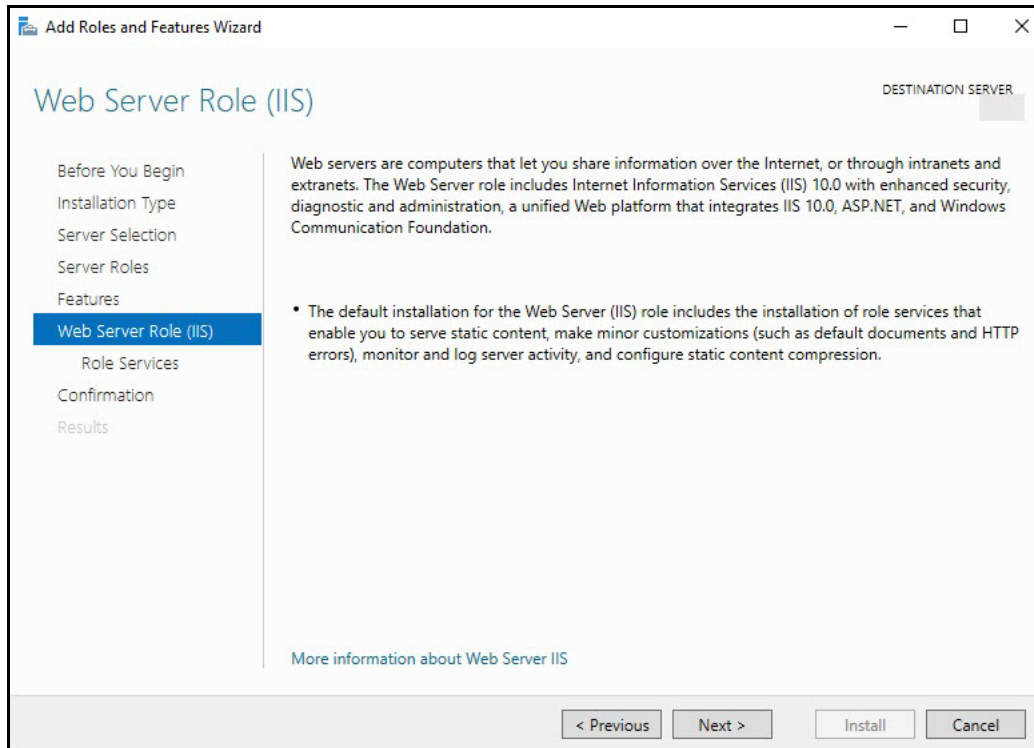 Add Roles and Features Wizard
Web Server Role (IIS)
DESTINATION SERVER
Before You Begin
Installation Type
Server Selection
Server Roles
Features
Web Server Role (IIS)
Role Services
Confirmation
Results
Web servers are computers that let you share information over the Internet, or through intranets and
extranets. The Web Server role includes Internet Information Services (IIS) 10.0 with enhanced security,
diagnostic and administration, a unified Web platform that integrates IIS 10.0, ASP.NET, and Windows
Communication Foundation.
• The default installation for the Web Server (IIS) role includes the installation of role services that
enable you to serve static content, make minor customizations (such as default documents and HTTP
errors), monitor and log server activity, and configure static content compression.
More information about Web Server IIS
< Previous
Next >
Install
Cancel